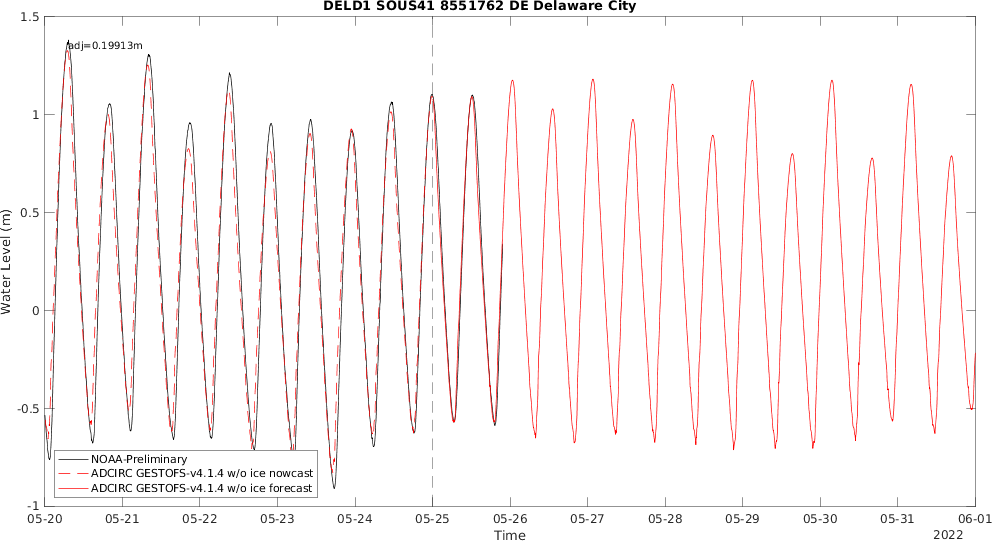 DELD1 SOUS41 8551762 DE Delaware City
adj=0.19913m
1.5
1
0.5
0
-0.5
-1
Water Level (m)
NOAA-Preliminary
ADCIRC GESTOFS-v4.1.4 w/o ice nowcast
ADCIRC GESTOFS-v4.1.4 w/o ice forecast
05-20 05-21 05-22 05-23 05-24 05-25 05-26 05-27 05-28 05-29 05-30 05-31 06-01
Time
2022